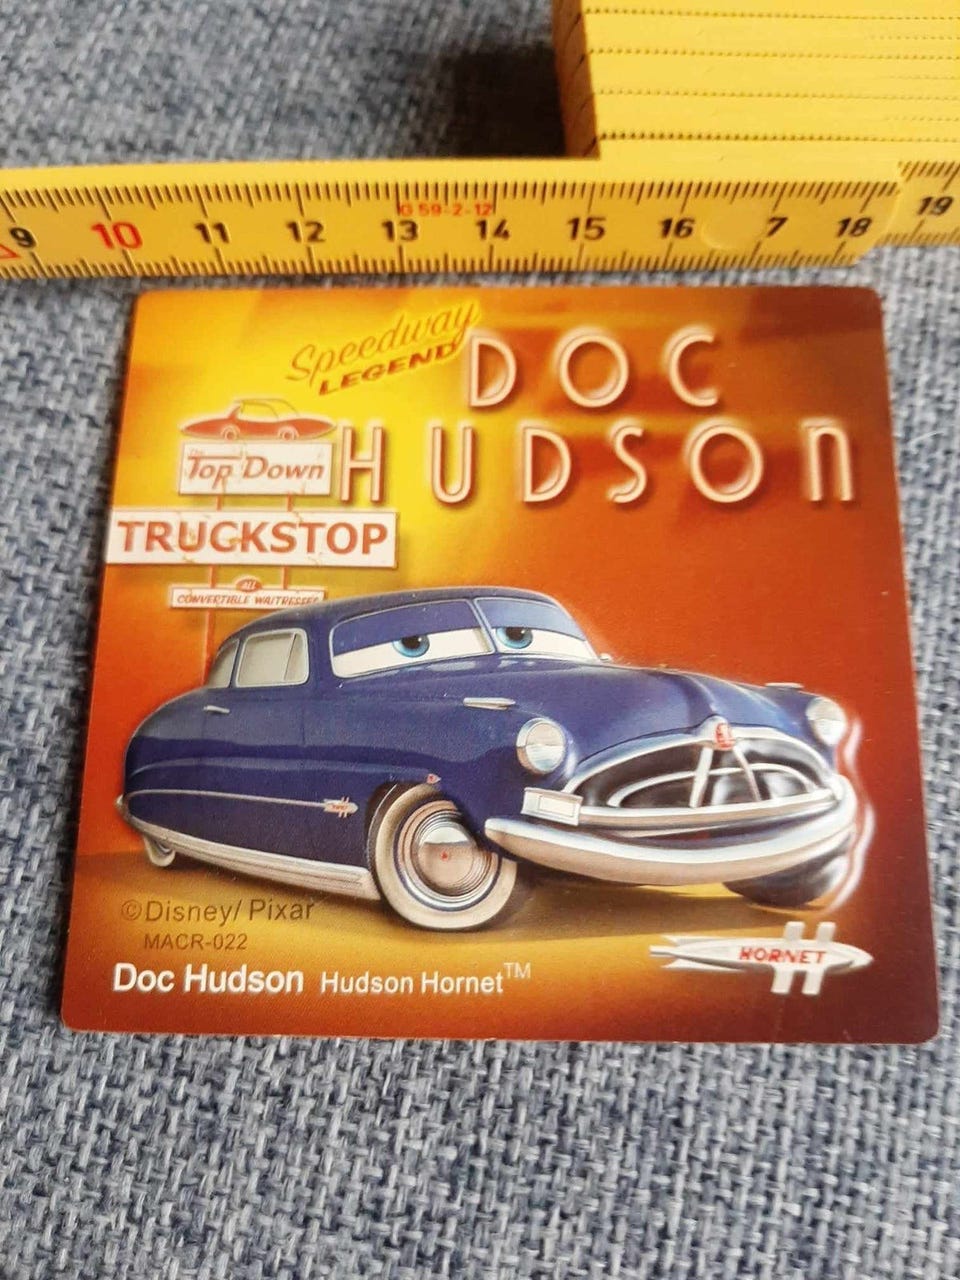 G 59-2-12
9 10 11 12 13 14 15 16 7 18 19
Speedway
LEGEND
DOC
HUDSON
Top Down
TRUCKSTOP
ALL
CONVERTIBLE WAITRESSES
©Disney/ Pixar
MACR-022
Doc Hudson Hudson Hornet™
HORNET